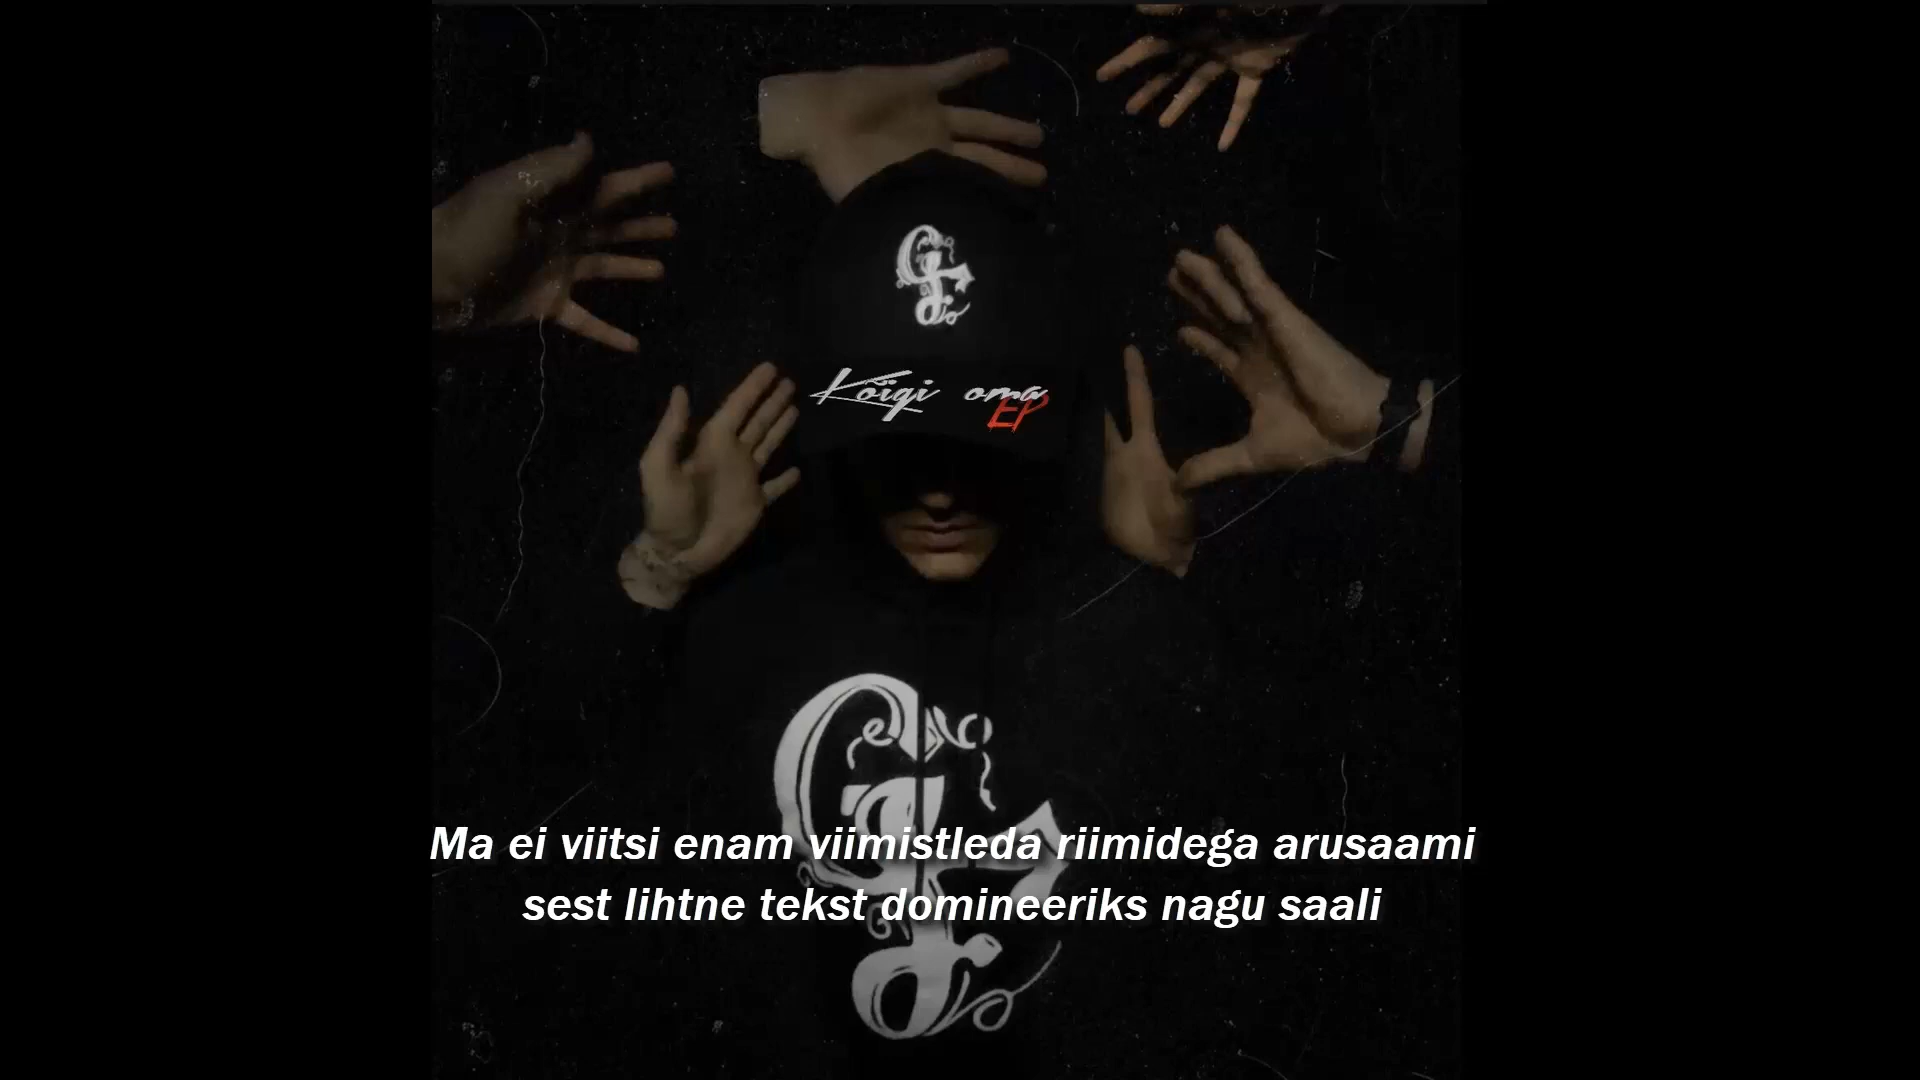 Kõigi oma
EP
Ma ei viitsi enam viimistleda riimidega arusaami
sest lihtne tekst domineeriks nagu saali